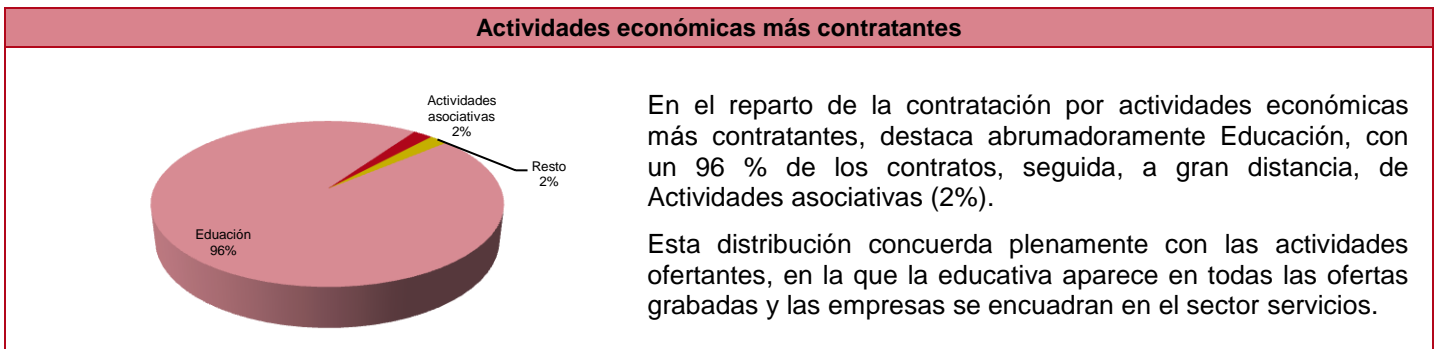 Actividades económicas más contratantes
Actividades
asociativas
2%
Resto
2%
Eduación
96%
En el reparto de la contratación por actividades económicas
más contratantes, destaca abrumadoramente Educación, con
un 96 % de los contratos, seguida, a gran distancia, de
Actividades asociativas (2%).
Esta distribución concuerda plenamente con las actividades
ofertantes, en la que la educativa aparece en todas las ofertas
grabadas y las empresas se encuadran en el sector servicios.